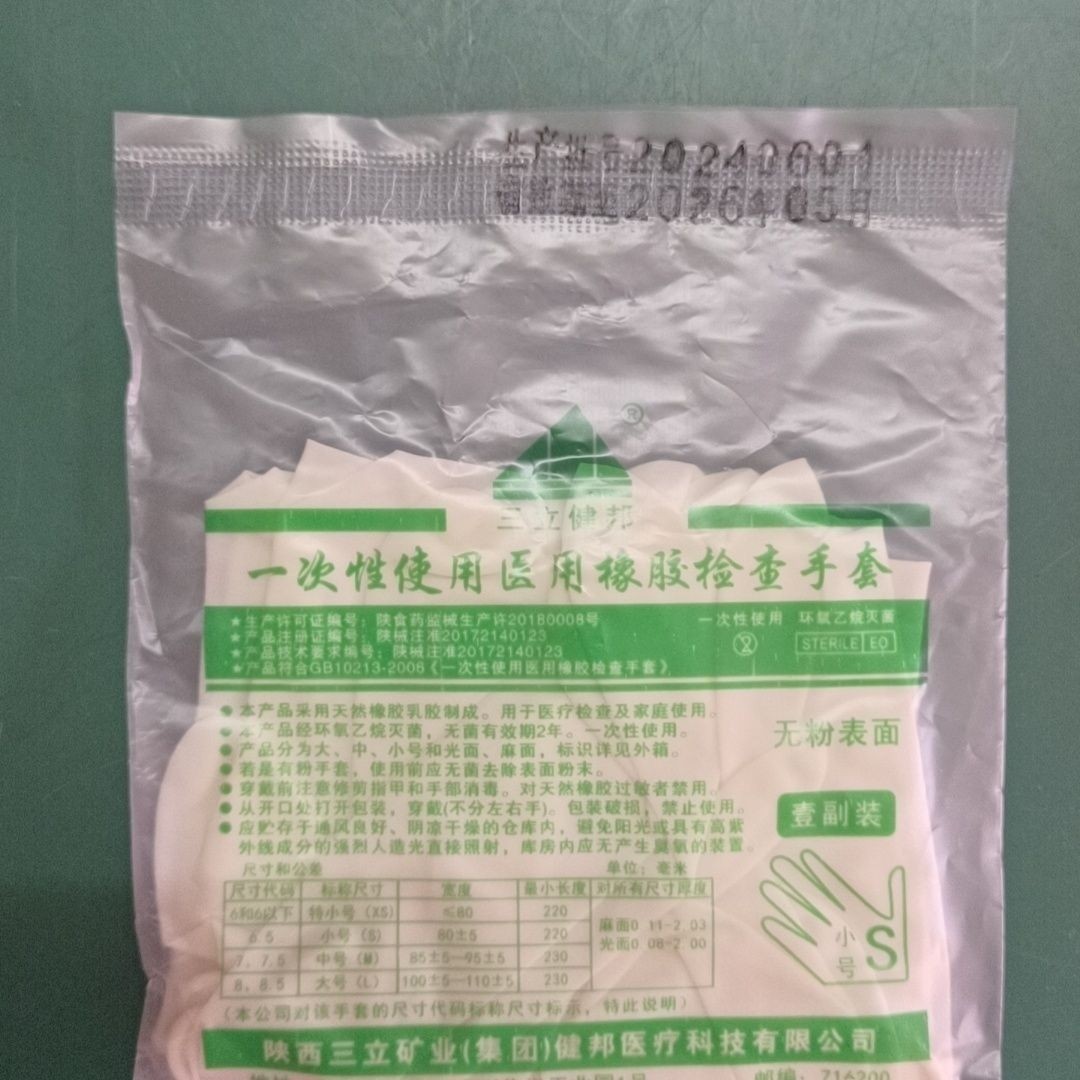 生产批号20240601
2026年05月
®
三立健邦
一次性使用医用橡胶检查手套
★生产许可证编号：陕食药监械生产许20180008号
★产品注册证编号：陕械注准20172140123
★产品技术要求编号：陕械注准20172140123
★产品符合GB10213-2006《一次性使用医用橡胶检查手套》
一次性使用 环氧乙烷灭菌
2 STERILE EO
●本产品采用天然橡胶乳胶制成。用于医疗检查及家庭使用。
●本产品经环氧乙烷灭菌，无菌有效期2年。一次性使用。
●产品分为大、中、小号和光面、麻面，标识详见外箱。
●若是有粉手套，使用前应无菌去除表面粉末。
●穿戴前注意修剪指甲和手部消毒。对天然橡胶过敏者禁用。
●从开口处打开包装，穿戴(不分左右手)。包装破损，禁止使用。
●应贮存于通风良好、阴凉干燥的仓库内，避免阳光或具有高紫
外线成分的强烈人造光直接照射，库房内应无产生臭氧的装置。
无粉表面
壹副装
小号 S
尺寸和公差 单位：毫米
尺寸代码 标称尺寸 宽度 最小长度 对所有尺寸厚度
6和6以下 特小号(XS) ≤80 220
6.5 小号(S) 80±5 220
7、7.5 中号(M) 85±5—95±5 230
8、8.5 大号(L) 100±5—110±5 230
麻面0.11-2.03
光面0.08-2.00
(本公司对该手套的尺寸代码标称尺寸标示，特此说明)
陕西三立矿业(集团)健邦医疗科技有限公司
邮编：716200